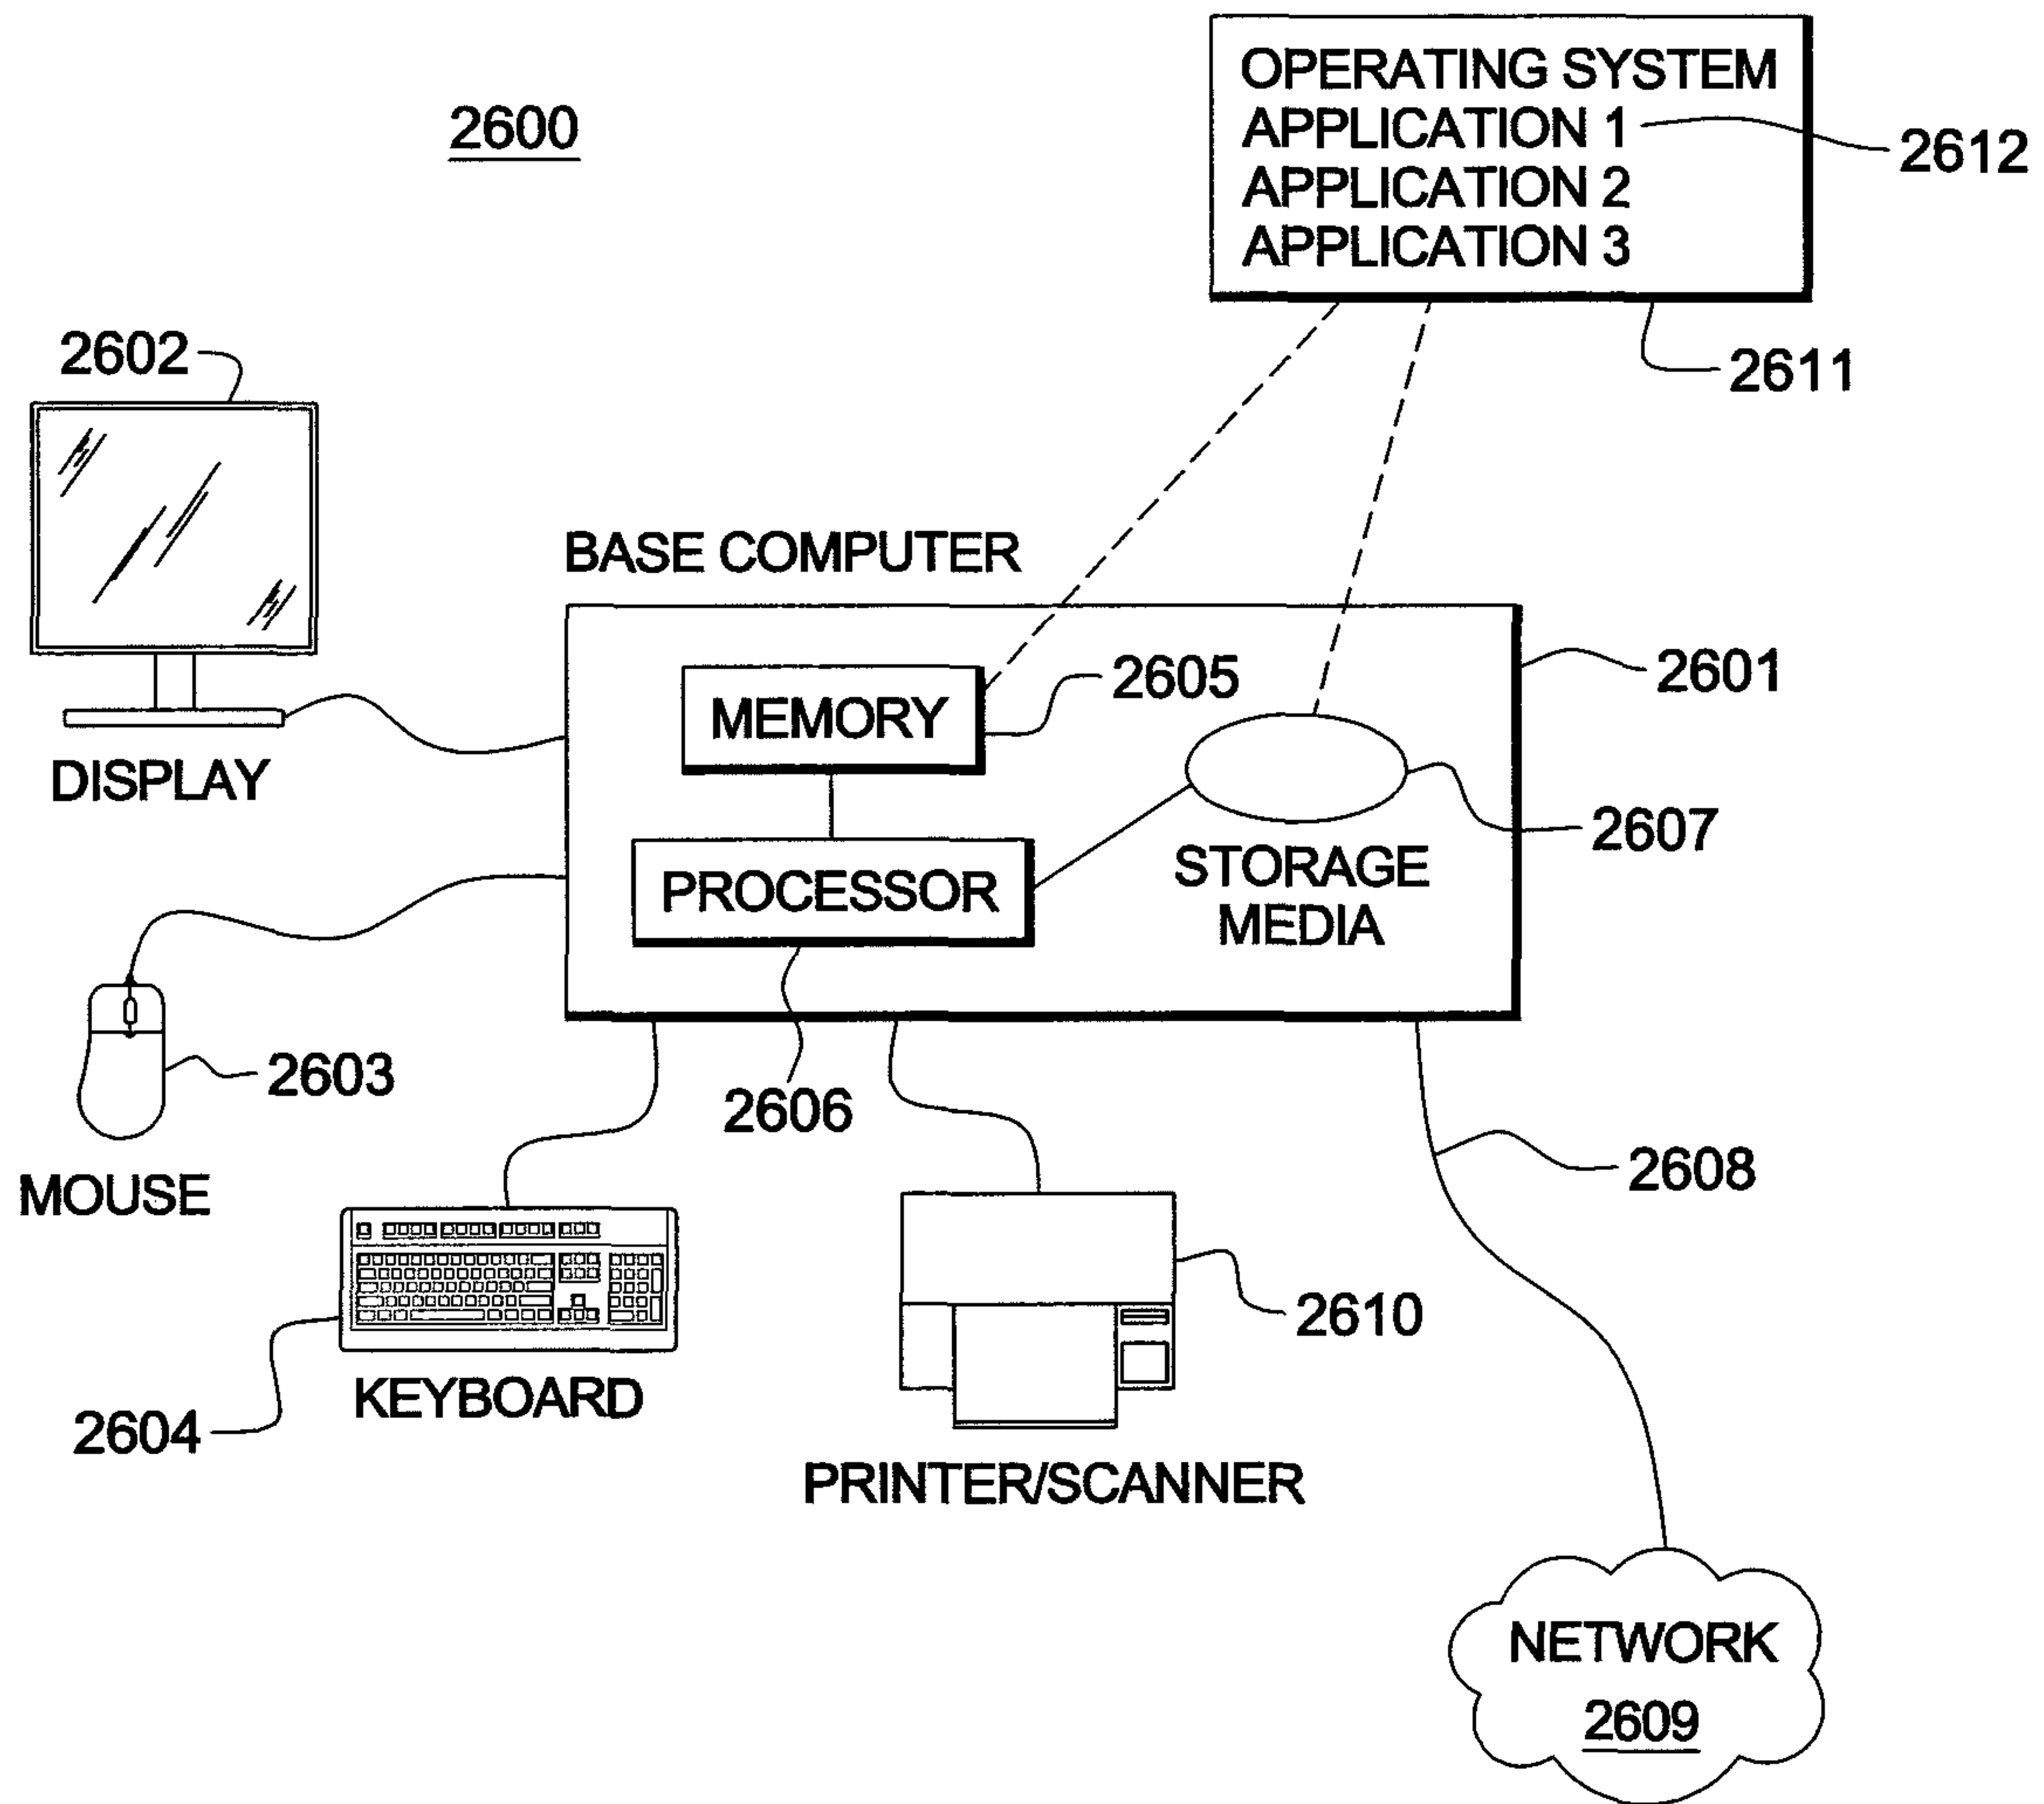 2600
OPERATING SYSTEM
APPLICATION 1
APPLICATION 2
APPLICATION 3
2612
2611
2602
DISPLAY
BASE COMPUTER
2601
MEMORY
2605
PROCESSOR
2606
2607
STORAGE
MEDIA
2603
MOUSE
2604
KEYBOARD
2610
PRINTER/SCANNER
2608
NETWORK
2609